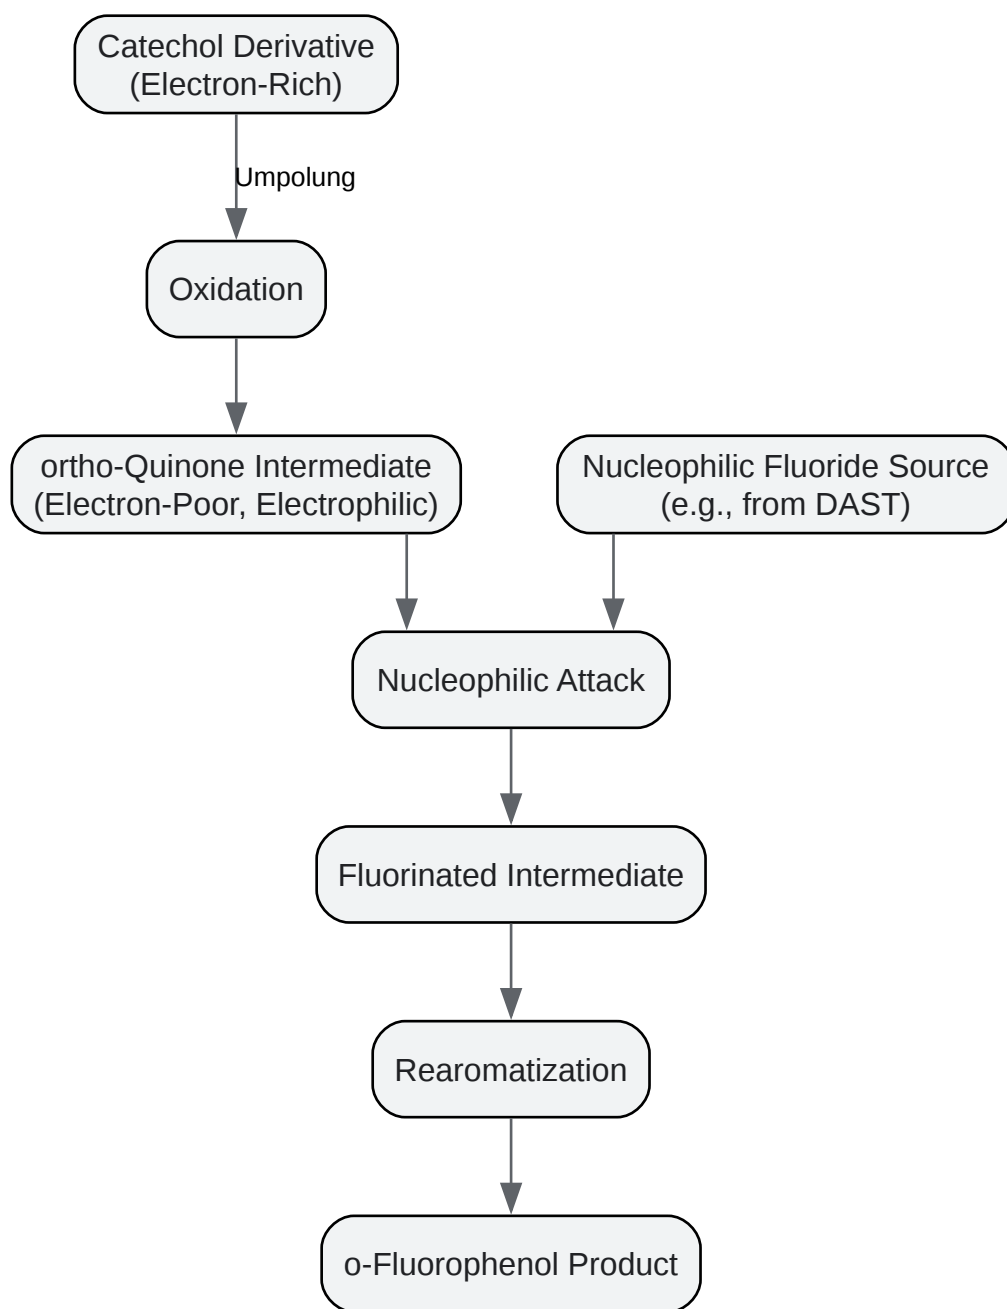 Catechol Derivative
(Electron-Rich)
Umpolung
Oxidation
ortho-Quinone Intermediate
(Electron-Poor, Electrophilic)
Nucleophilic Fluoride Source
(e.g., from DAST)
Nucleophilic Attack
Fluorinated Intermediate
Rearomatization
o-Fluorophenol Product